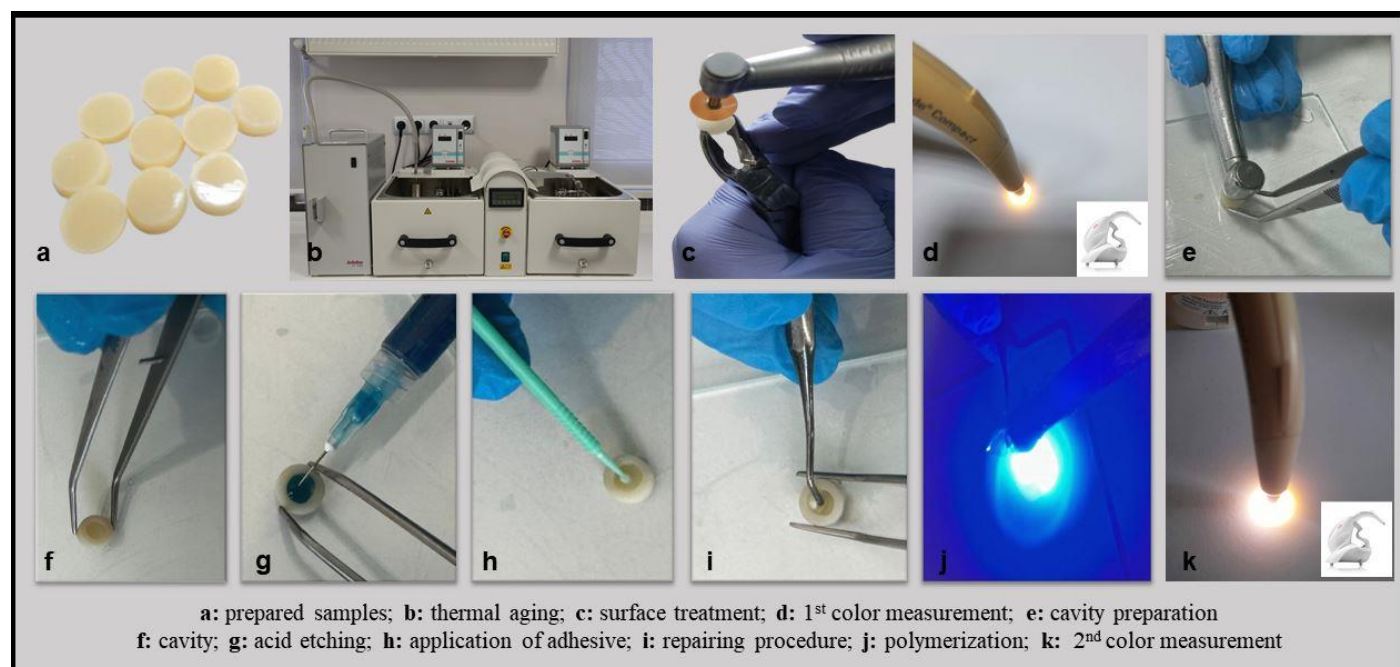 a
b
c
Compact
d
e
f
g
h
i
j
k
a: prepared samples; b: thermal aging; c: surface treatment; d: 1st color measurement; e: cavity preparation
f: cavity; g: acid etching; h: application of adhesive; i: repairing procedure; j: polymerization; k: 2nd color measurement